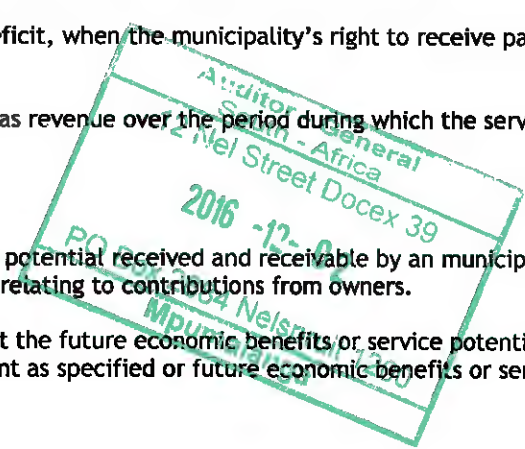 ficit, when the municipality's right to receive pa
as revenue over the period during which the serv
potential received and receivable by an municip
relating to contributions from owners.
t the future economic benefits or service potenti
nt as specified or future economic benefits or ser
Auditor - General
South - Africa
12 Nel Street Docex 39
2016 -12-
PO Box Nelspruit 1200
Mpumalanga